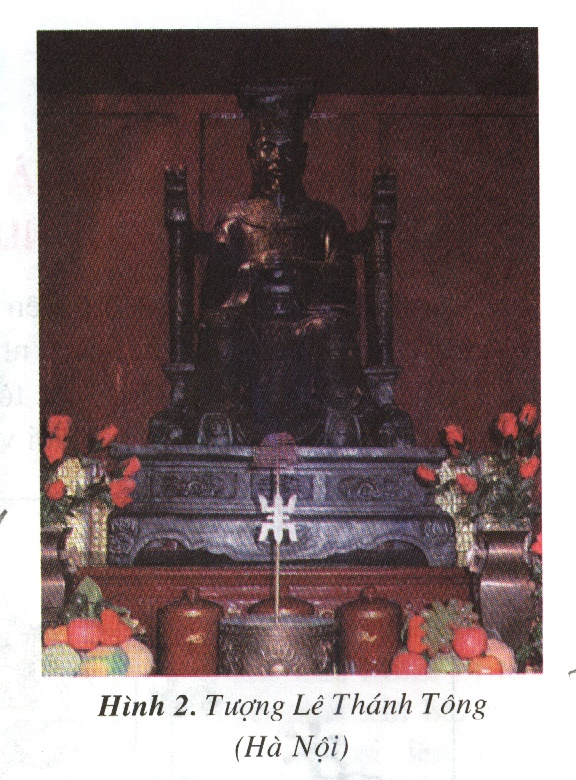 Hình 2. Tượng Lê Thánh Tông
(Hà Nội)